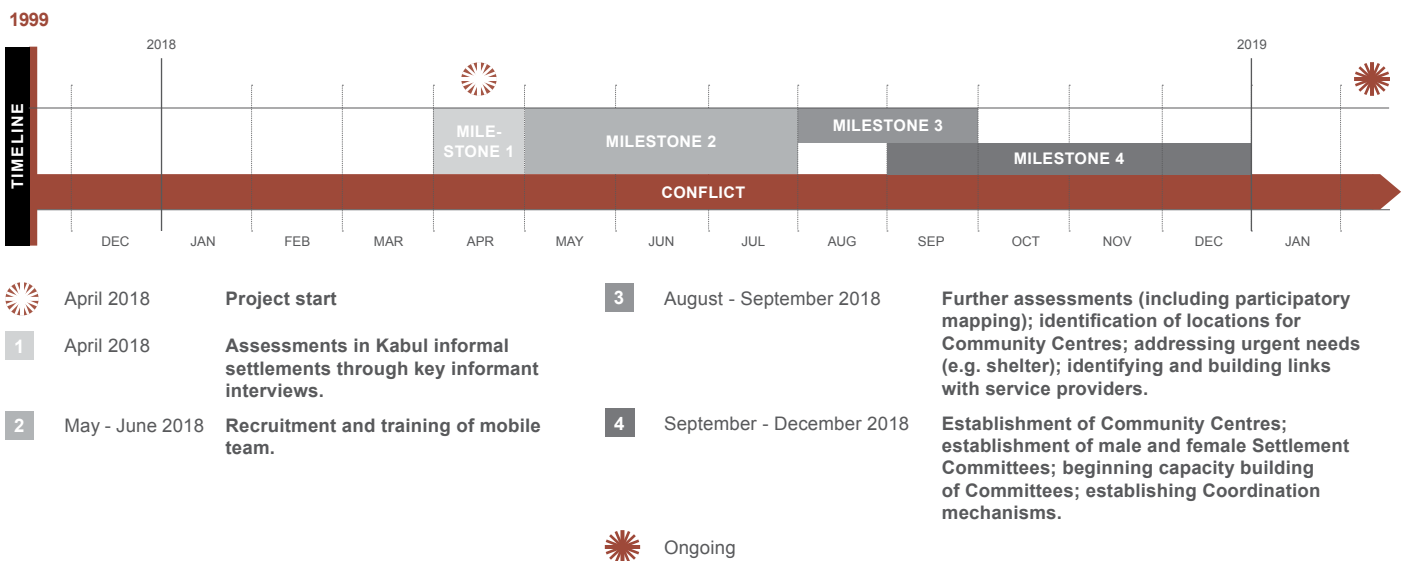 1999
2018
2019
TIMELINE
MILE-
STONE 1
MILESTONE 2
MILESTONE 3
MILESTONE 4
CONFLICT
DEC JAN FEB MAR APR MAY JUN JUL AUG SEP OCT NOV DEC JAN
April 2018 Project start
1 April 2018 Assessments in Kabul informal
settlements through key informant
interviews.
2 May - June 2018 Recruitment and training of mobile
team.
3 August - September 2018 Further assessments (including participatory
mapping); identification of locations for
Community Centres; addressing urgent needs
(e.g. shelter); identifying and building links
with service providers.
4 September - December 2018 Establishment of Community Centres;
establishment of male and female Settlement
Committees; beginning capacity building
of Committees; establishing Coordination
mechanisms.
Ongoing